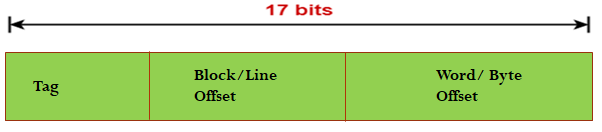 17 bits
Tag
Block/Line
Offset
Word/ Byte
Offset